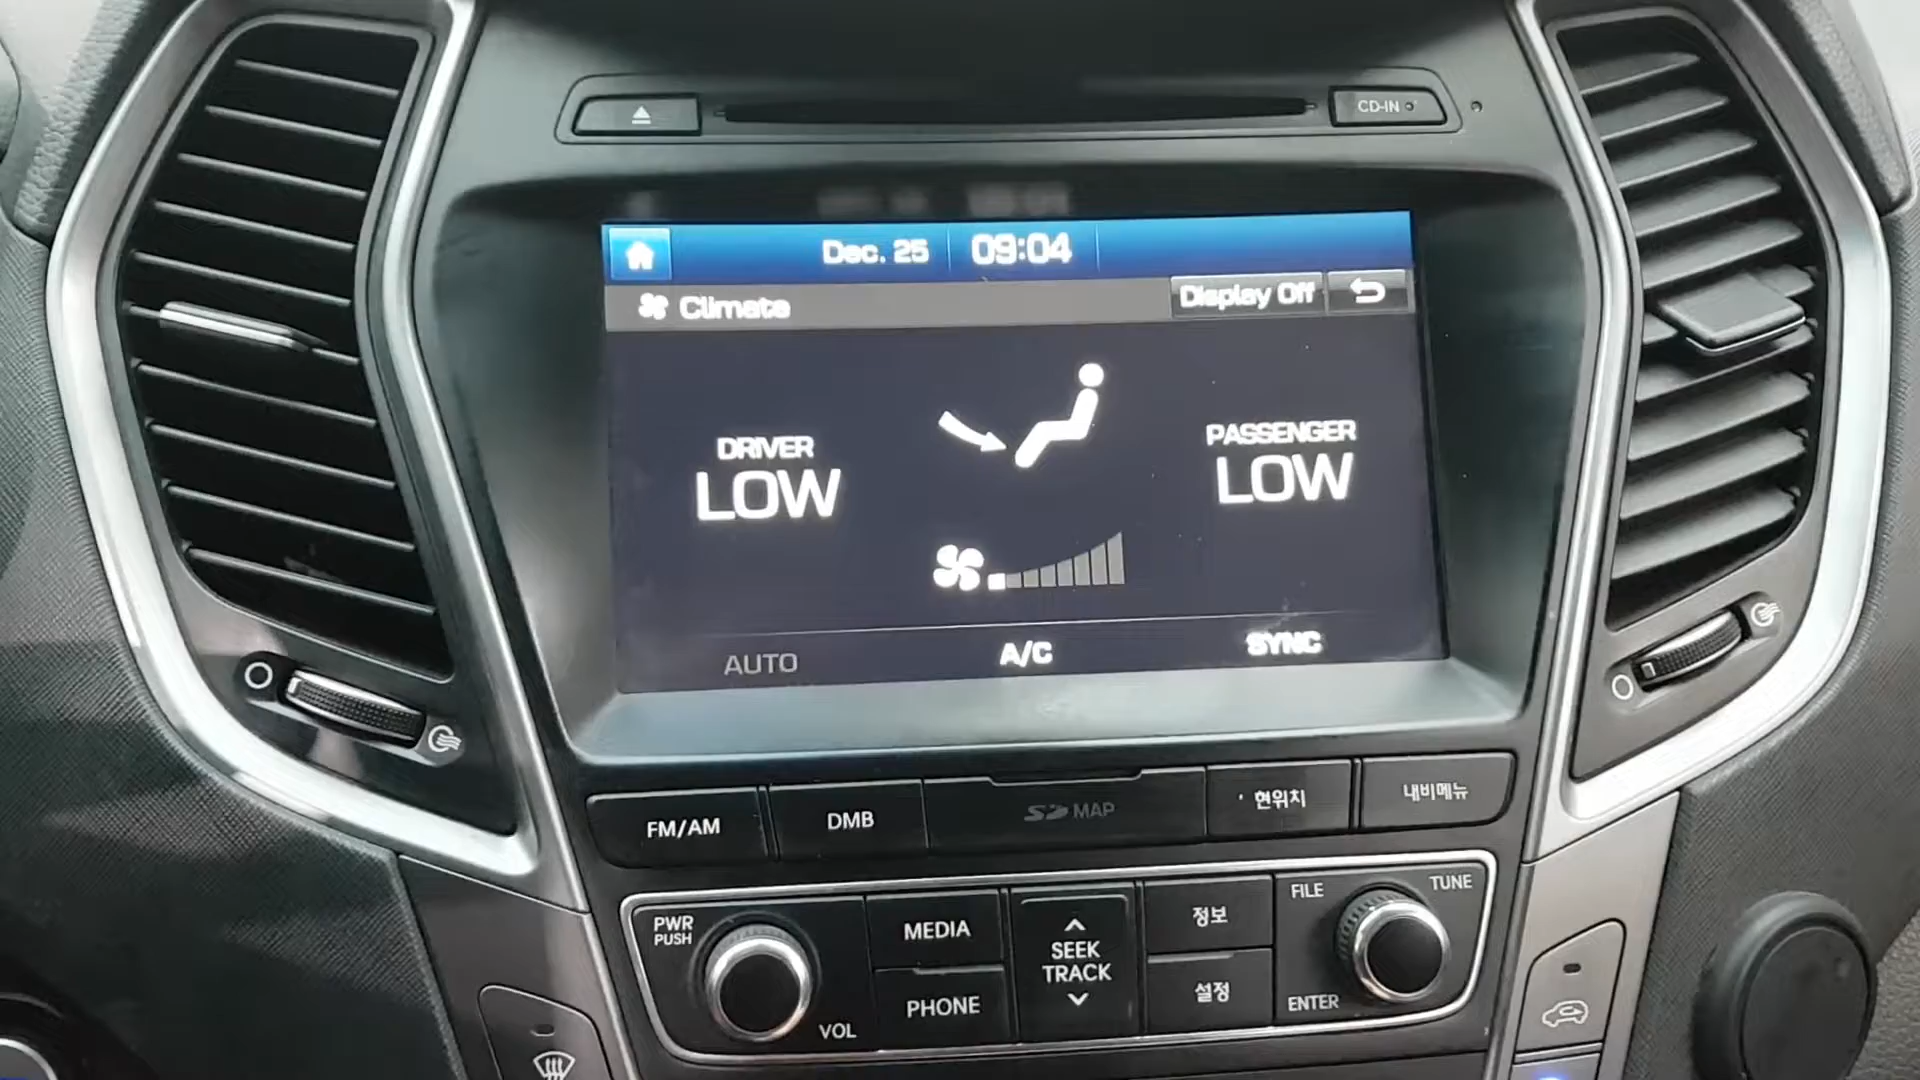 CD-IN
Dec. 25
09:04
Climate
Display Off
DRIVER
LOW
PASSENGER
LOW
AUTO
A/C
SYNC
FM/AM
DMB
SD MAP
현위치
내비메뉴
PWR
PUSH
VOL
MEDIA
PHONE
SEEK
TRACK
정보
설정
FILE
TUNE
ENTER